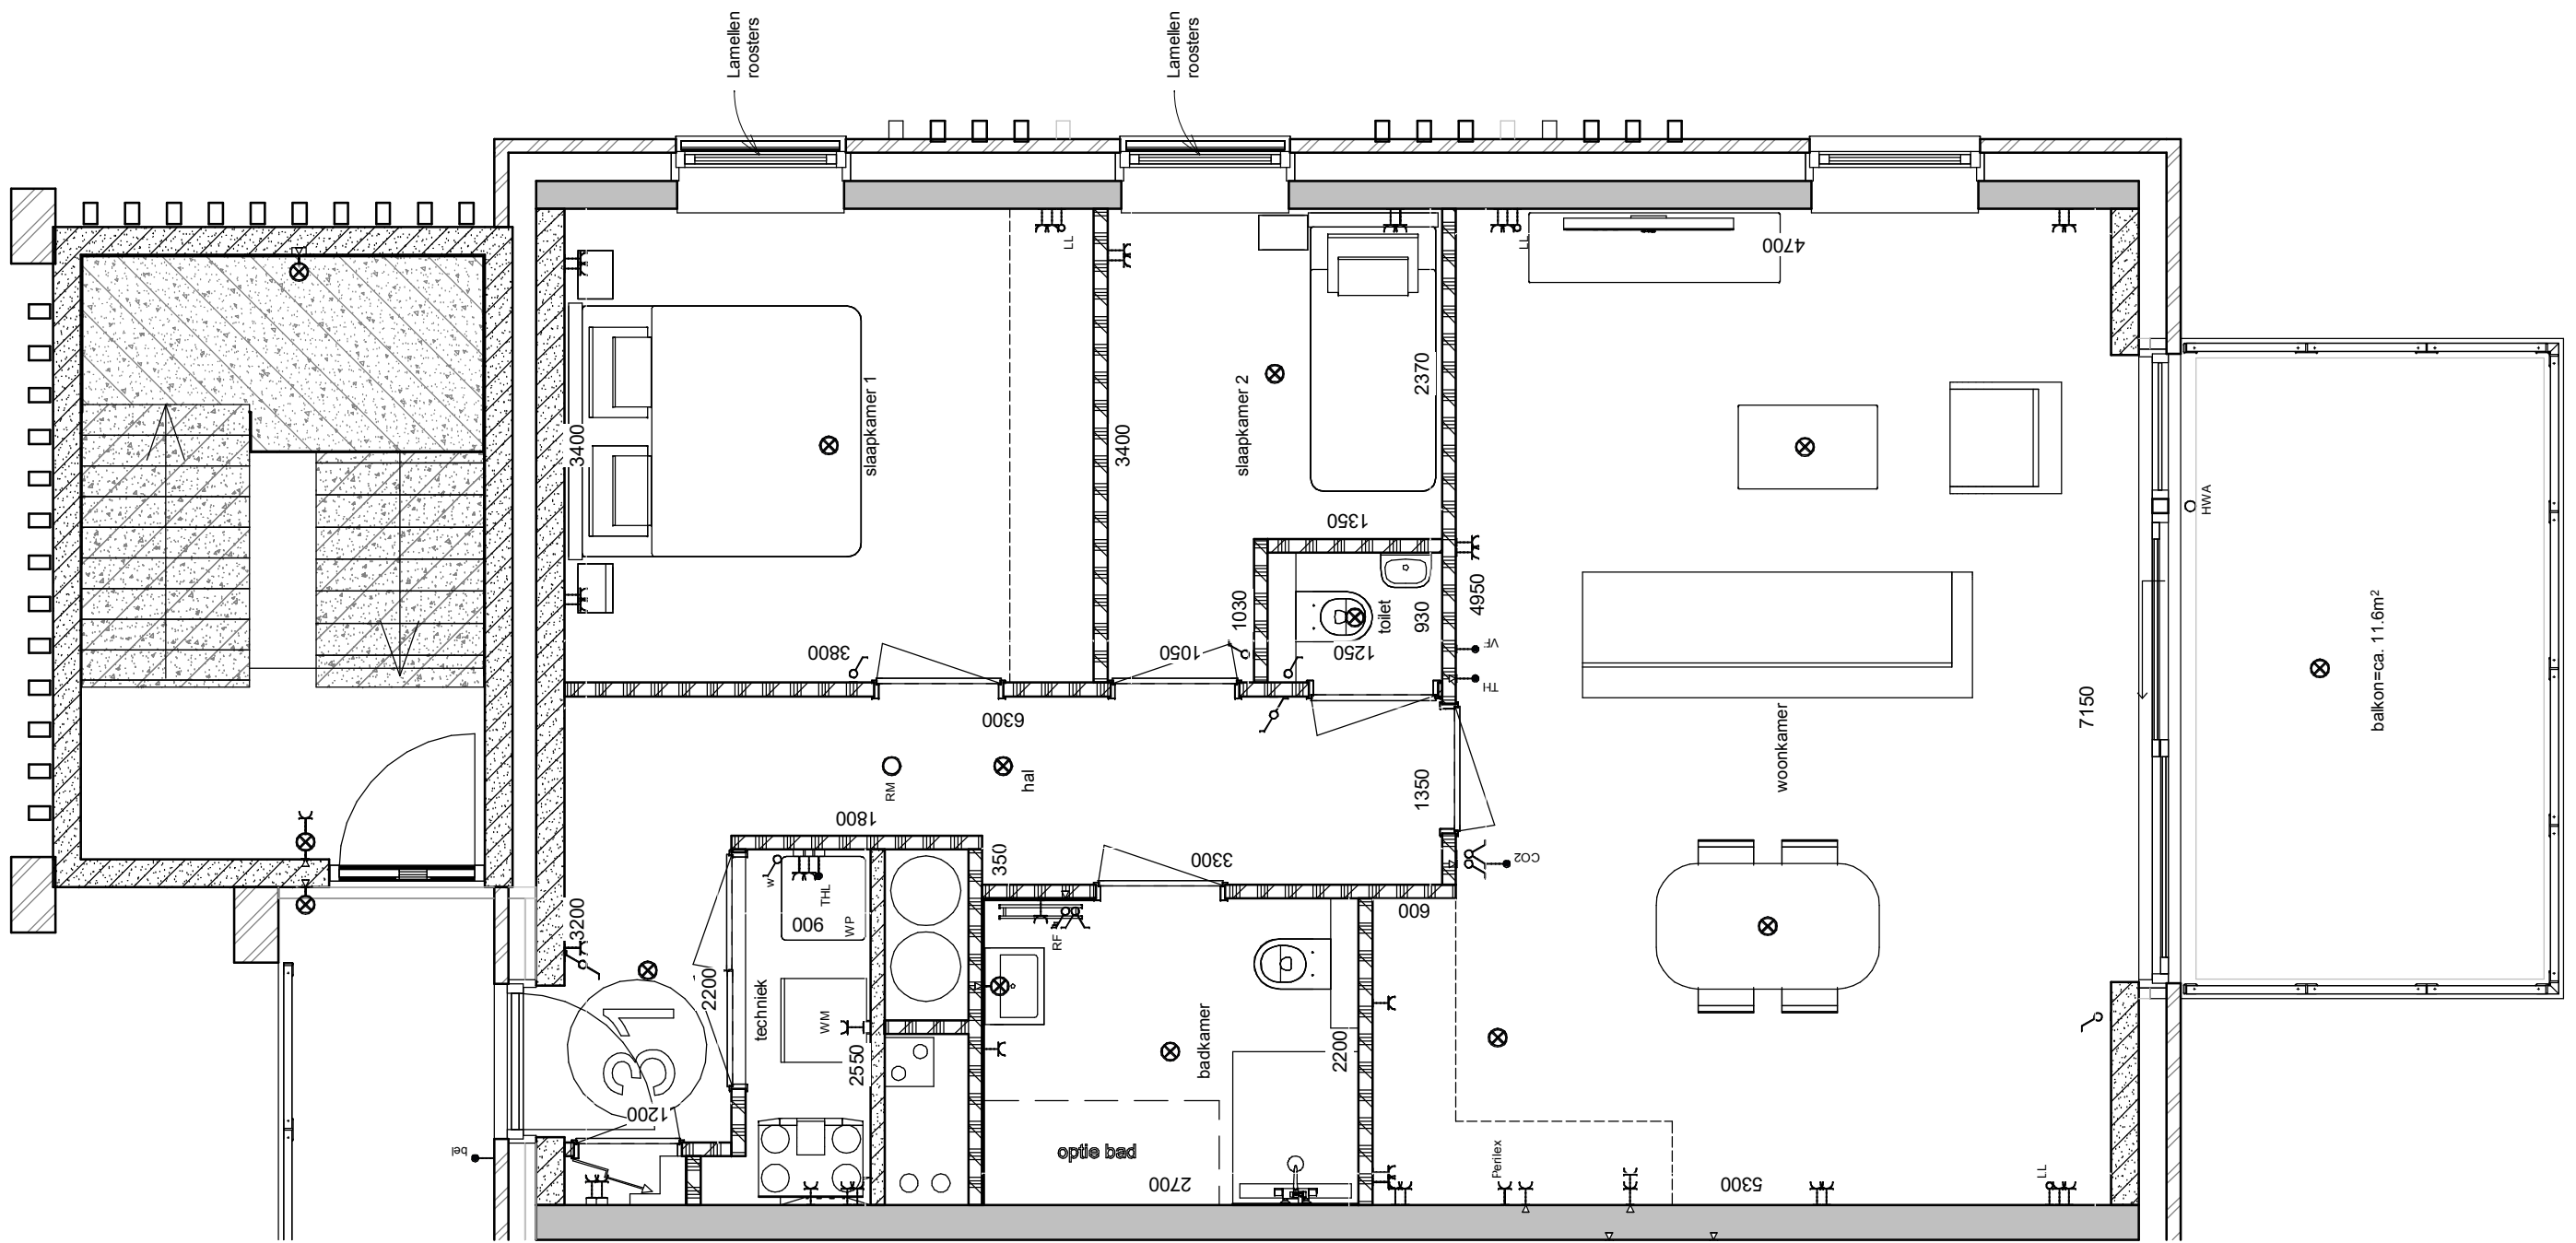 Lamellen
roosters
Lamellen
roosters
LL
LL
4700
3400
slaapkamer 1
3400
slaapkamer 2
2370
1350
HWA
1030
toilet
930
4950
balkon=ca. 11.6m²
3800
1050
1250
VF
TH
6300
7150
woonkamer
RM
hal
1350
1800
350
3300
CO2
3200
w
THL
900
WP
RF
600
2200
techniek
WM
2550
31
badkamer
2200
1200
bel
optie bad
2700
Perilex
5300
LL